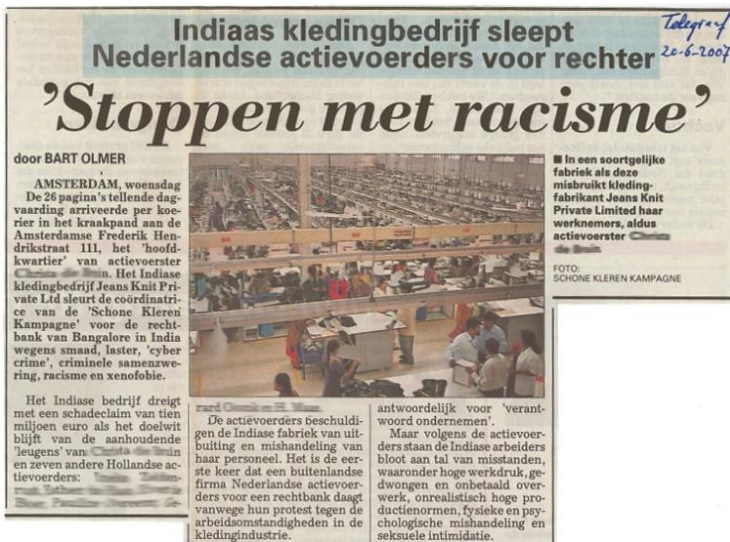 Indiaas kledingbedrijf sleept
Nederlandse actievoerders voor rechter
Telegraaf
20-6-2007
'Stoppen met racisme'
door BART OLMER
AMSTERDAM, woensdag
De 26 pagina's tellende dag-
vaarding arriveerde per koe-
rier in het kraakpand aan de
Amsterdamse Frederik Hen-
drikstraat 111, het 'hoofd-
kwartier' van actievoerster
Het Indiase
kledingbedrijf Jeans Knit Pri-
vate Ltd sleurt de coördinatri-
ce van de 'Schone Kleren
Kampagne' voor de recht-
bank van Bangalore in India
wegens smaad, laster, 'cyber
crime', criminele samenzwe-
ring, racisme en xenofobie.
Het Indiase bedrijf dreigt
met een schadeclaim van tien
miljoen euro als het doelwit
blijft van de aanhoudende
'leugens' van
en zeven andere Hollandse ac-
tievoerders:
De actievoerders beschuldi-
gen de Indiase fabriek van uit-
buiting en mishandeling van
haar personeel. Het is de eer-
ste keer dat een buitenlandse
firma Nederlandse actievoer-
ders voor een rechtbank daagt
vanwege hun protest tegen de
arbeidsomstandigheden in de
kledingindustrie.
antwoordelijk voor 'verant-
woord ondernemen'.
Maar volgens de actievoer-
ders staan de Indiase arbeiders
bloot aan tal van misstanden,
waaronder hoge werkdruk, ge-
dwongen en onbetaald over-
werk, onrealistisch hoge pro-
ductienormen, fysieke en psy-
chologische mishandeling en
seksuele intimidatie.
■ In een soortgelijke
fabriek als deze
misbruikt kleding-
fabrikant Jeans Knit
Private Limited haar
werknemers, aldus
actievoerster
FOTO:
SCHONE KLEREN KAMPAGNE